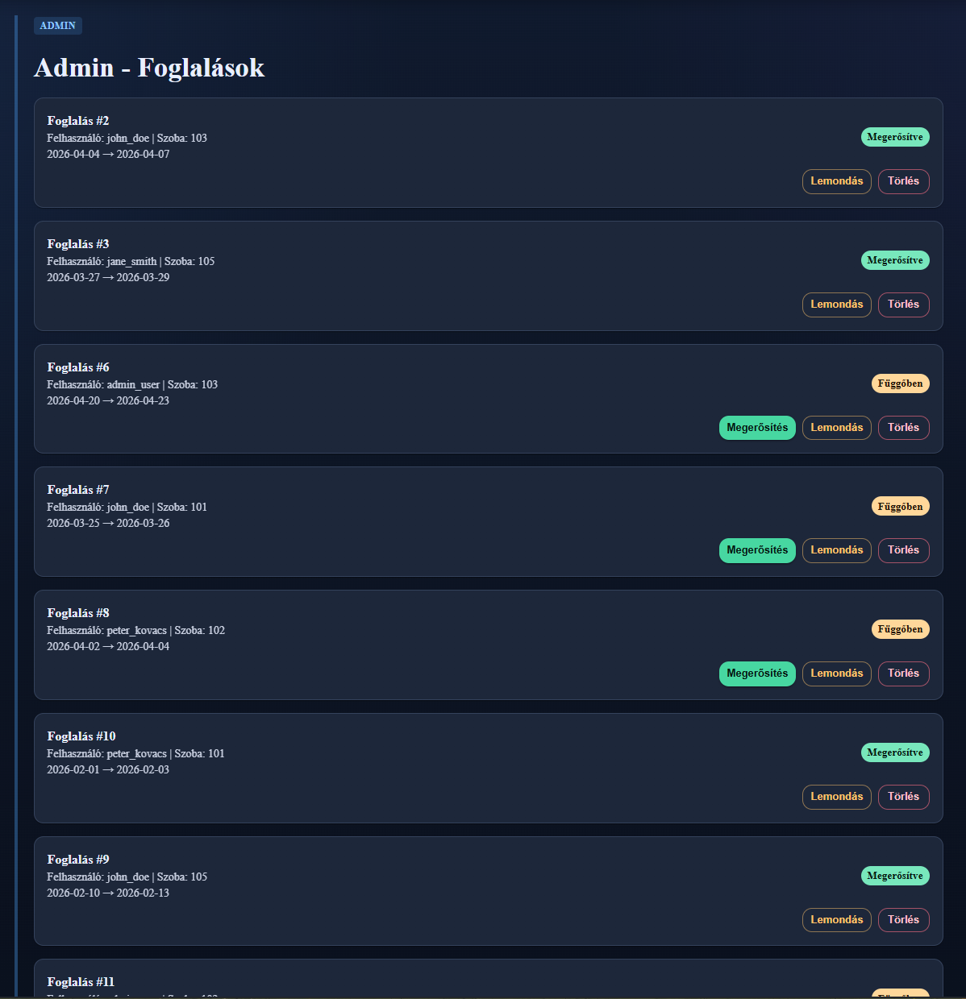 ADMIN
Admin - Foglalások
Foglalás #2
Felhasználó: john_doe | Szoba: 103
2026-04-04 → 2026-04-07
Megerősítve
Lemondás Törlés
Foglalás #3
Felhasználó: jane_smith | Szoba: 105
2026-03-27 → 2026-03-29
Megerősítve
Lemondás Törlés
Foglalás #6
Felhasználó: admin_user | Szoba: 103
2026-04-20 → 2026-04-23
Függőben
Megerősítés Lemondás Törlés
Foglalás #7
Felhasználó: john_doe | Szoba: 101
2026-03-25 → 2026-03-26
Függőben
Megerősítés Lemondás Törlés
Foglalás #8
Felhasználó: peter_kovacs | Szoba: 102
2026-04-02 → 2026-04-04
Függőben
Megerősítés Lemondás Törlés
Foglalás #10
Felhasználó: peter_kovacs | Szoba: 101
2026-02-01 → 2026-02-03
Megerősítve
Lemondás Törlés
Foglalás #9
Felhasználó: john_doe | Szoba: 105
2026-02-10 → 2026-02-13
Megerősítve
Lemondás Törlés
Foglalás #11